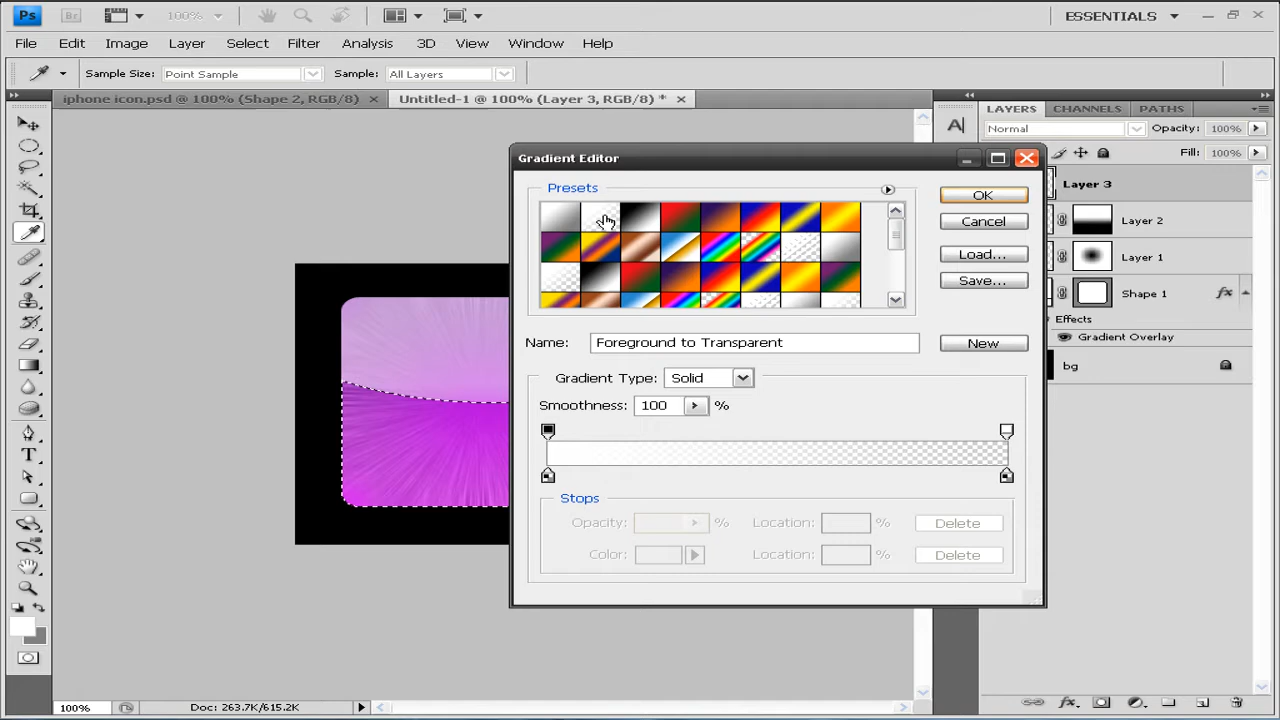 Ps Br 100% ESSENTIALS
File Edit Image Layer Select Filter Analysis 3D View Window Help
Sample Size: Point Sample Sample: All Layers
iphone icon.psd @ 100% (Shape 2, RGB/8) × Untitled-1 @ 100% (Layer 3, RGB/8) * ×
LAYERS CHANNELS PATHS
Normal Opacity: 100%
Fill: 100%
Layer 3
Layer 2
Layer 1
Shape 1 fx
Effects
Gradient Overlay
bg
Gradient Editor
Presets
OK
Cancel
Load...
Save...
Name: Foreground to Transparent New
Gradient Type: Solid
Smoothness: 100 %
Stops
Opacity: % Location: % Delete
Color: Location: % Delete
100% Doc: 263.7K/615.2K